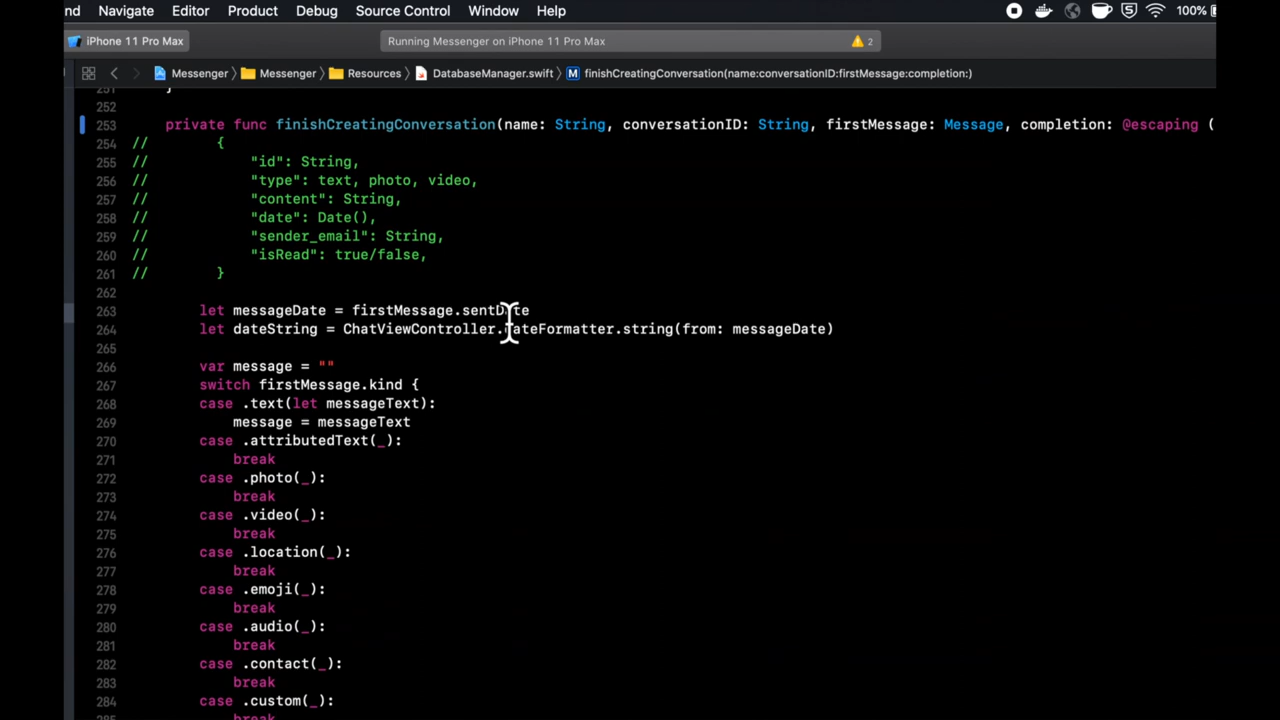 nd Navigate Editor Product Debug Source Control Window Help 100%
iPhone 11 Pro Max Running Messenger on iPhone 11 Pro Max 2
Messenger Messenger Resources DatabaseManager.swift M finishCreatingConversation(name:conversationID:firstMessage:completion:)
251 }
252
253 private func finishCreatingConversation(name: String, conversationID: String, firstMessage: Message, completion: @escaping (
254 // {
255 // "id": String,
256 // "type": text, photo, video,
257 // "content": String,
258 // "date": Date(),
259 // "sender_email": String,
260 // "isRead": true/false,
261 // }
262
263 let messageDate = firstMessage.sentDate
264 let dateString = ChatViewController.dateFormatter.string(from: messageDate)
265
266 var message = ""
267 switch firstMessage.kind {
268 case .text(let messageText):
269 message = messageText
270 case .attributedText(_):
271 break
272 case .photo(_):
273 break
274 case .video(_):
275 break
276 case .location(_):
277 break
278 case .emoji(_):
279 break
280 case .audio(_):
281 break
282 case .contact(_):
283 break
284 case .custom(_):
285 break